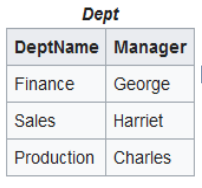 Dept
DeptName Manager
Finance George
Sales Harriet
Production Charles